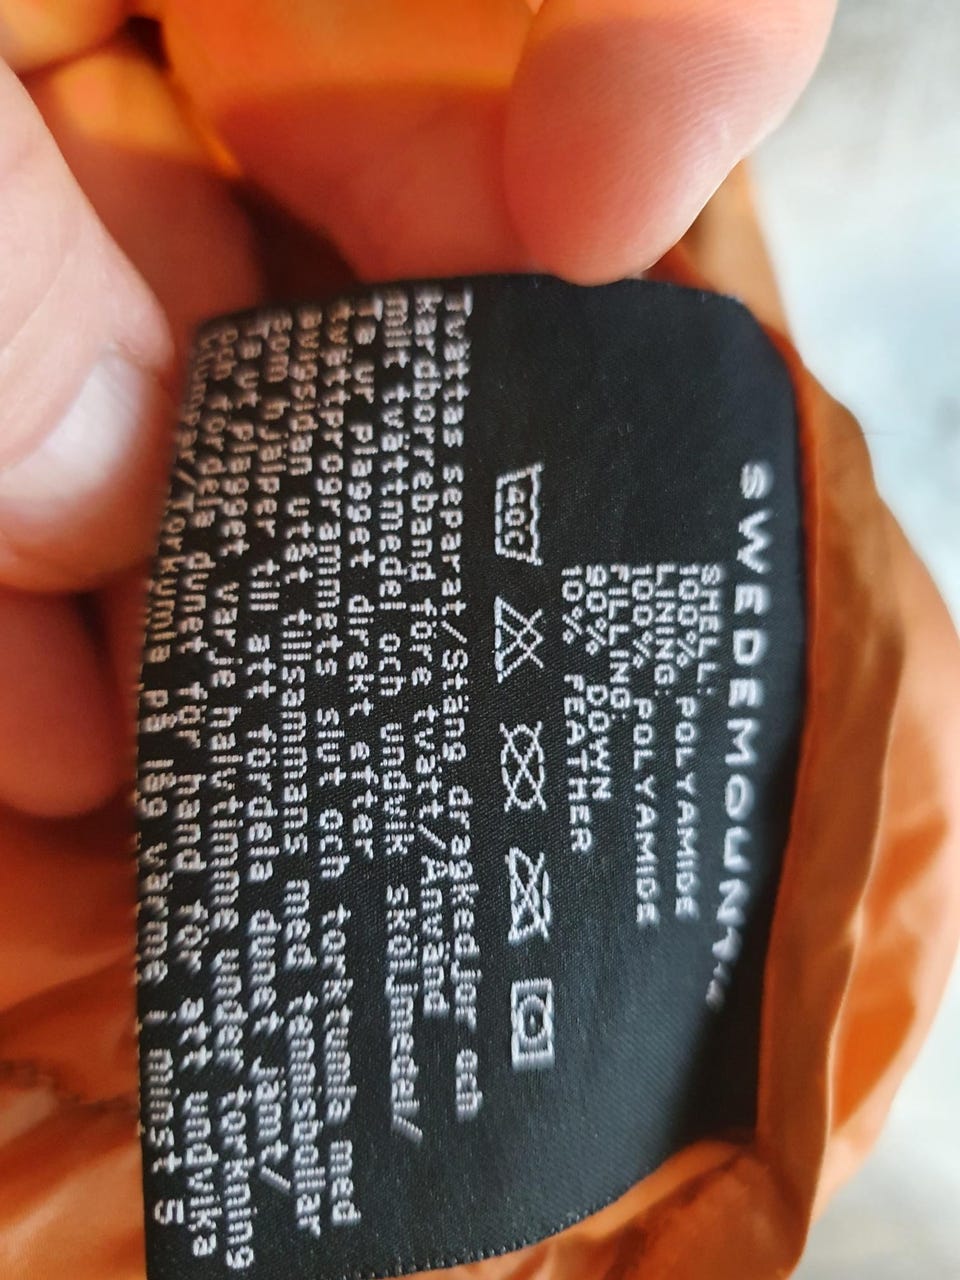 SWEDEMOUNT
SHELL:
100% POLYAMIDE
LINING:
100% POLYAMIDE
FILLING:
90% DOWN
10% FEATHER
40C
Tvättas separat/Stäng dragkedjor och
kardborreband före tvätt/Använd
milt tvättmedel och undvik sköljmedel/
Ta ur plagget direkt efter
tvättprogrammets slut och torktumla med
avigsidan utåt tillsammans med tennisbollar
som hjälper till att fördela dunet jämt/
Ta ut plagget varje halvtimme under torkning
och fördela dunet för hand för att undvika
klumpar/Torktumla på låg värme i minst 5